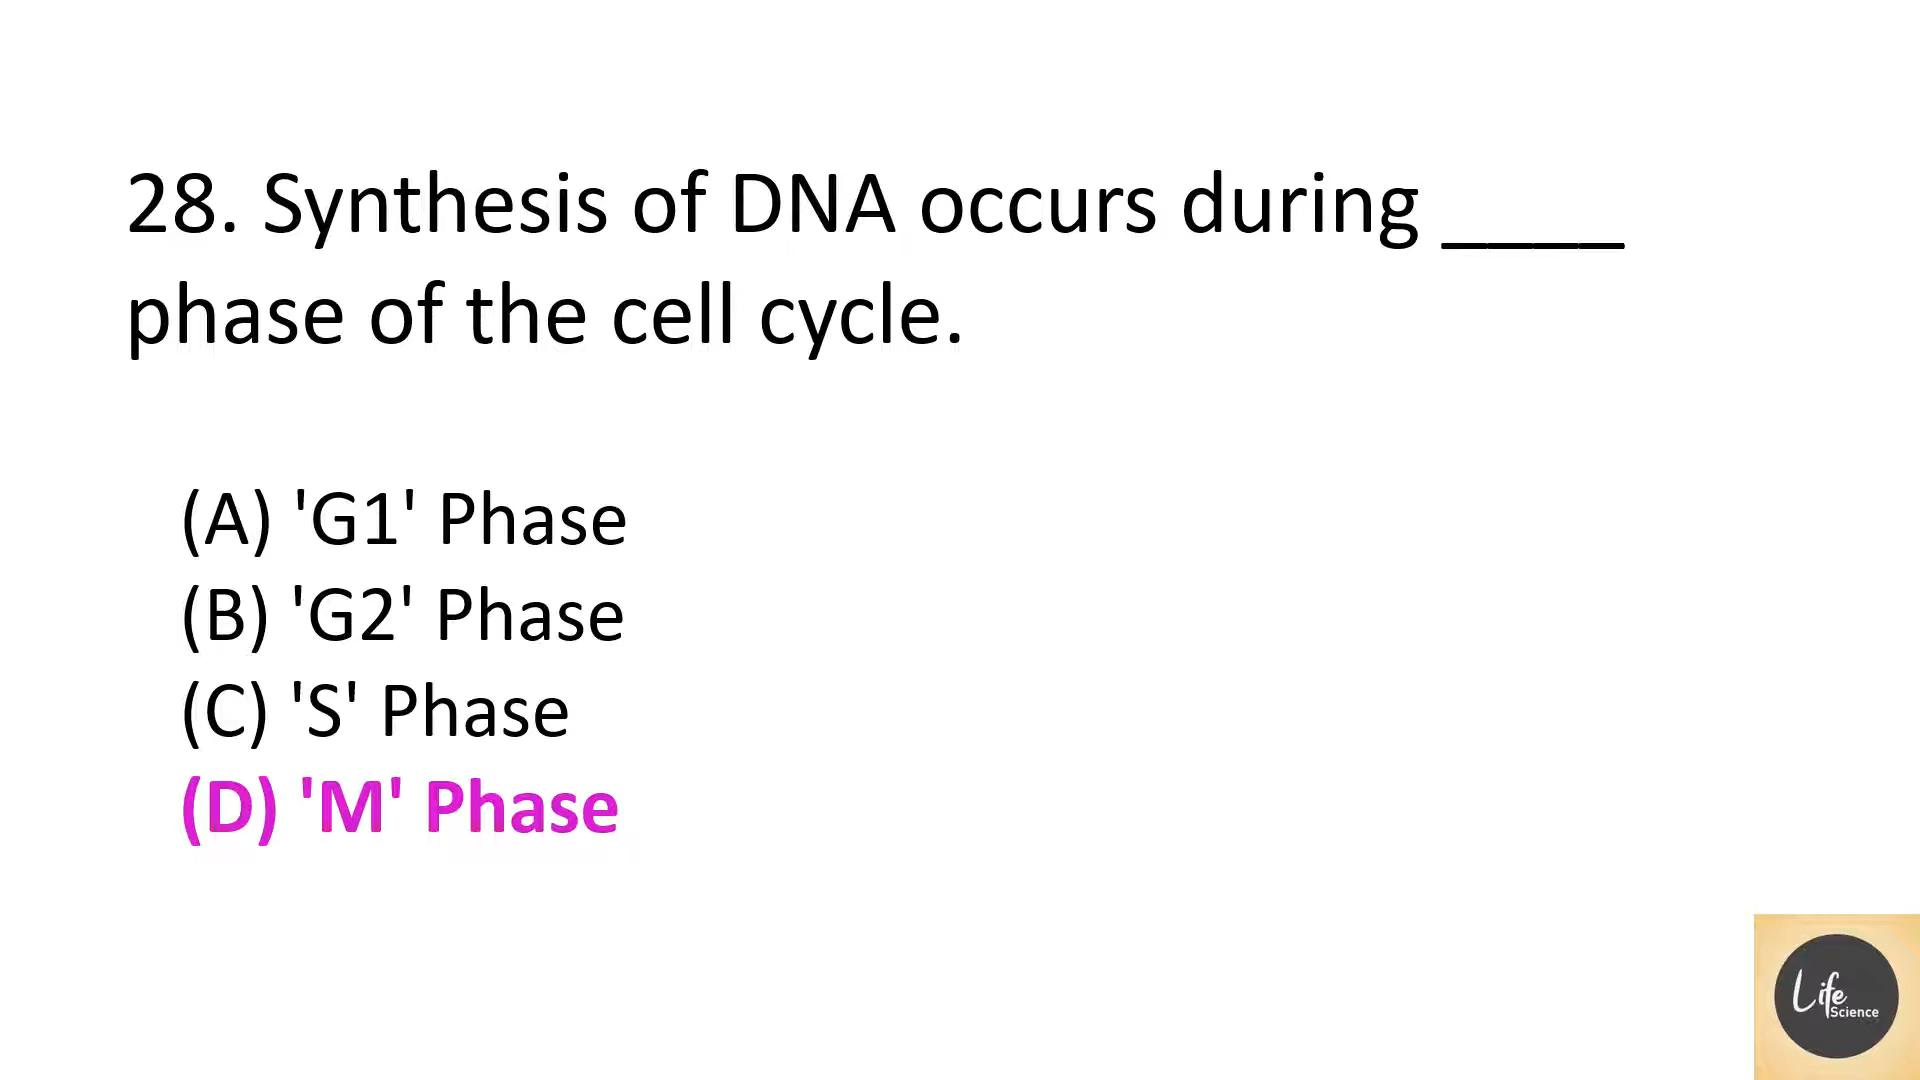 28. Synthesis of DNA occurs during ____
phase of the cell cycle.
(A) 'G1' Phase
(B) 'G2' Phase
(C) 'S' Phase
(D) 'M' Phase
Life
Science